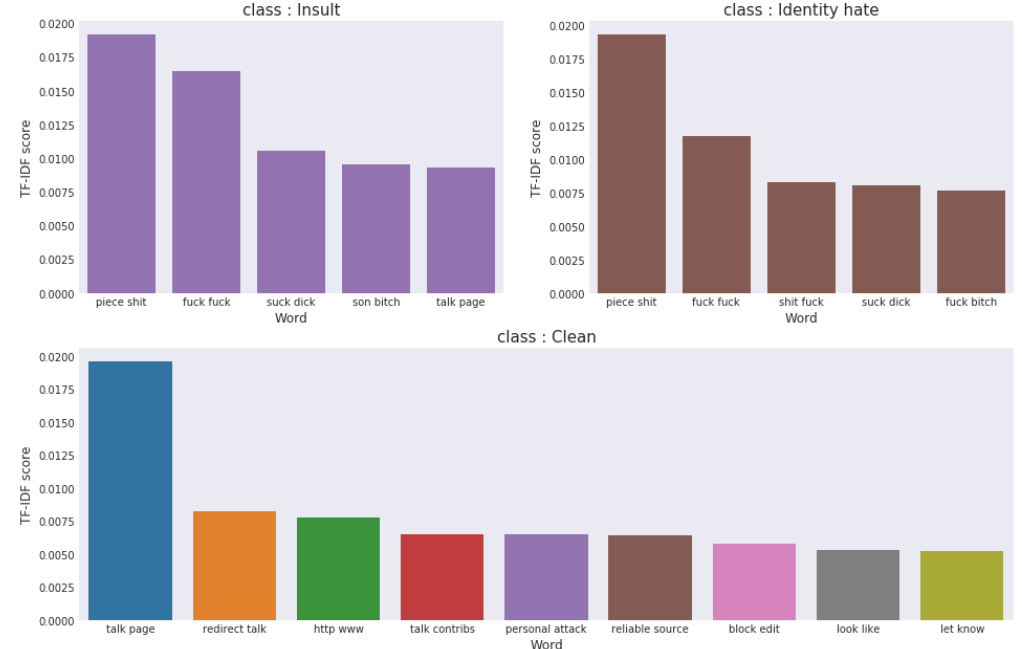 class : Insult
TF-IDF score
0.0200
0.0175
0.0150
0.0125
0.0100
0.0075
0.0050
0.0025
0.0000
piece shit fuck fuck suck dick son bitch talk page
Word
class : Identity hate
TF-IDF score
0.0200
0.0175
0.0150
0.0125
0.0100
0.0075
0.0050
0.0025
0.0000
piece shit fuck fuck shit fuck suck dick fuck bitch
Word
class : Clean
TF-IDF score
0.0200
0.0175
0.0150
0.0125
0.0100
0.0075
0.0050
0.0025
0.0000
talk page redirect talk http www talk contribs personal attack reliable source block edit look like let know
Word